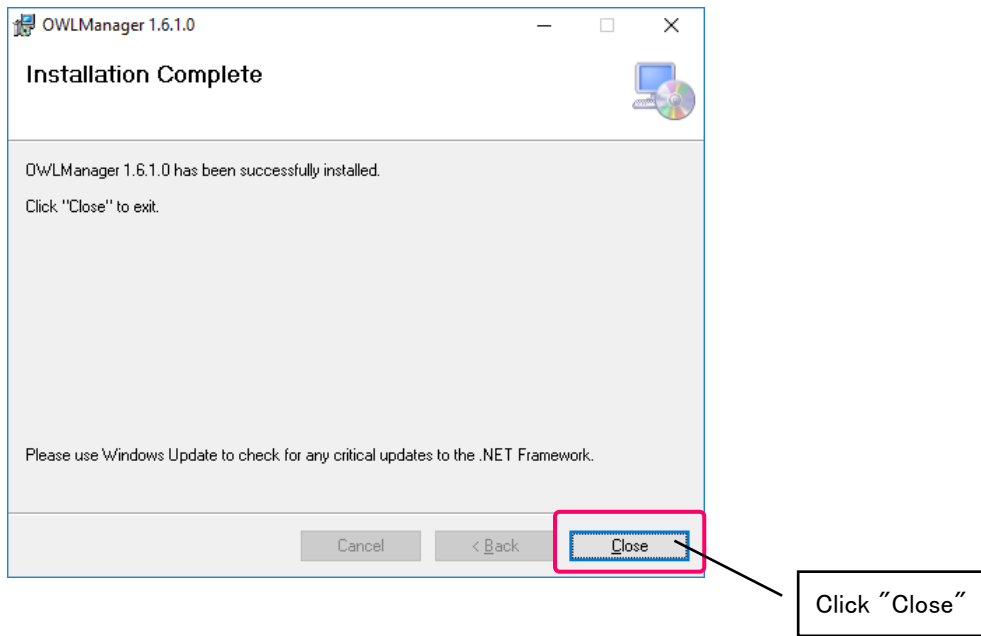 OWLManager 1.6.1.0
Installation Complete
OWLManager 1.6.1.0 has been successfully installed.
Click "Close" to exit.
Please use Windows Update to check for any critical updates to the .NET Framework.
Cancel
< Back
Close
Click "Close"